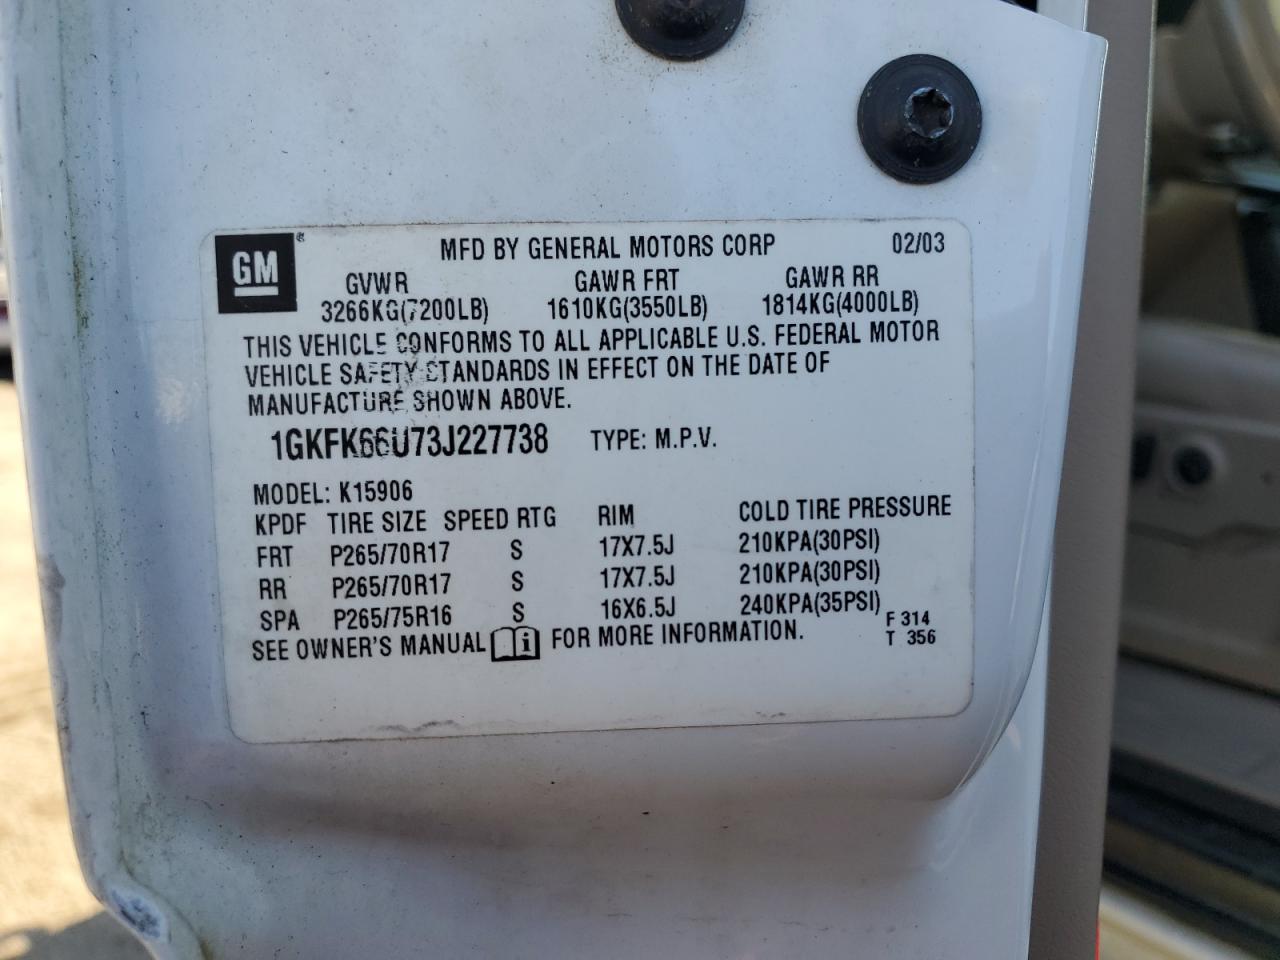 GM ® MFD BY GENERAL MOTORS CORP 02/03
GVWR GAWR FRT GAWR RR
3266KG(7200LB) 1610KG(3550LB) 1814KG(4000LB)
THIS VEHICLE CONFORMS TO ALL APPLICABLE U.S. FEDERAL MOTOR
VEHICLE SAFETY STANDARDS IN EFFECT ON THE DATE OF
MANUFACTURE SHOWN ABOVE.
1GKFK66U73J227738 TYPE: M.P.V.
MODEL: K15906
KPDF TIRE SIZE SPEED RTG RIM COLD TIRE PRESSURE
FRT P265/70R17 S 17X7.5J 210KPA(30PSI)
RR P265/70R17 S 17X7.5J 210KPA(30PSI)
SPA P265/75R16 S 16X6.5J 240KPA(35PSI)
SEE OWNER'S MANUAL i FOR MORE INFORMATION. F 314
T 356